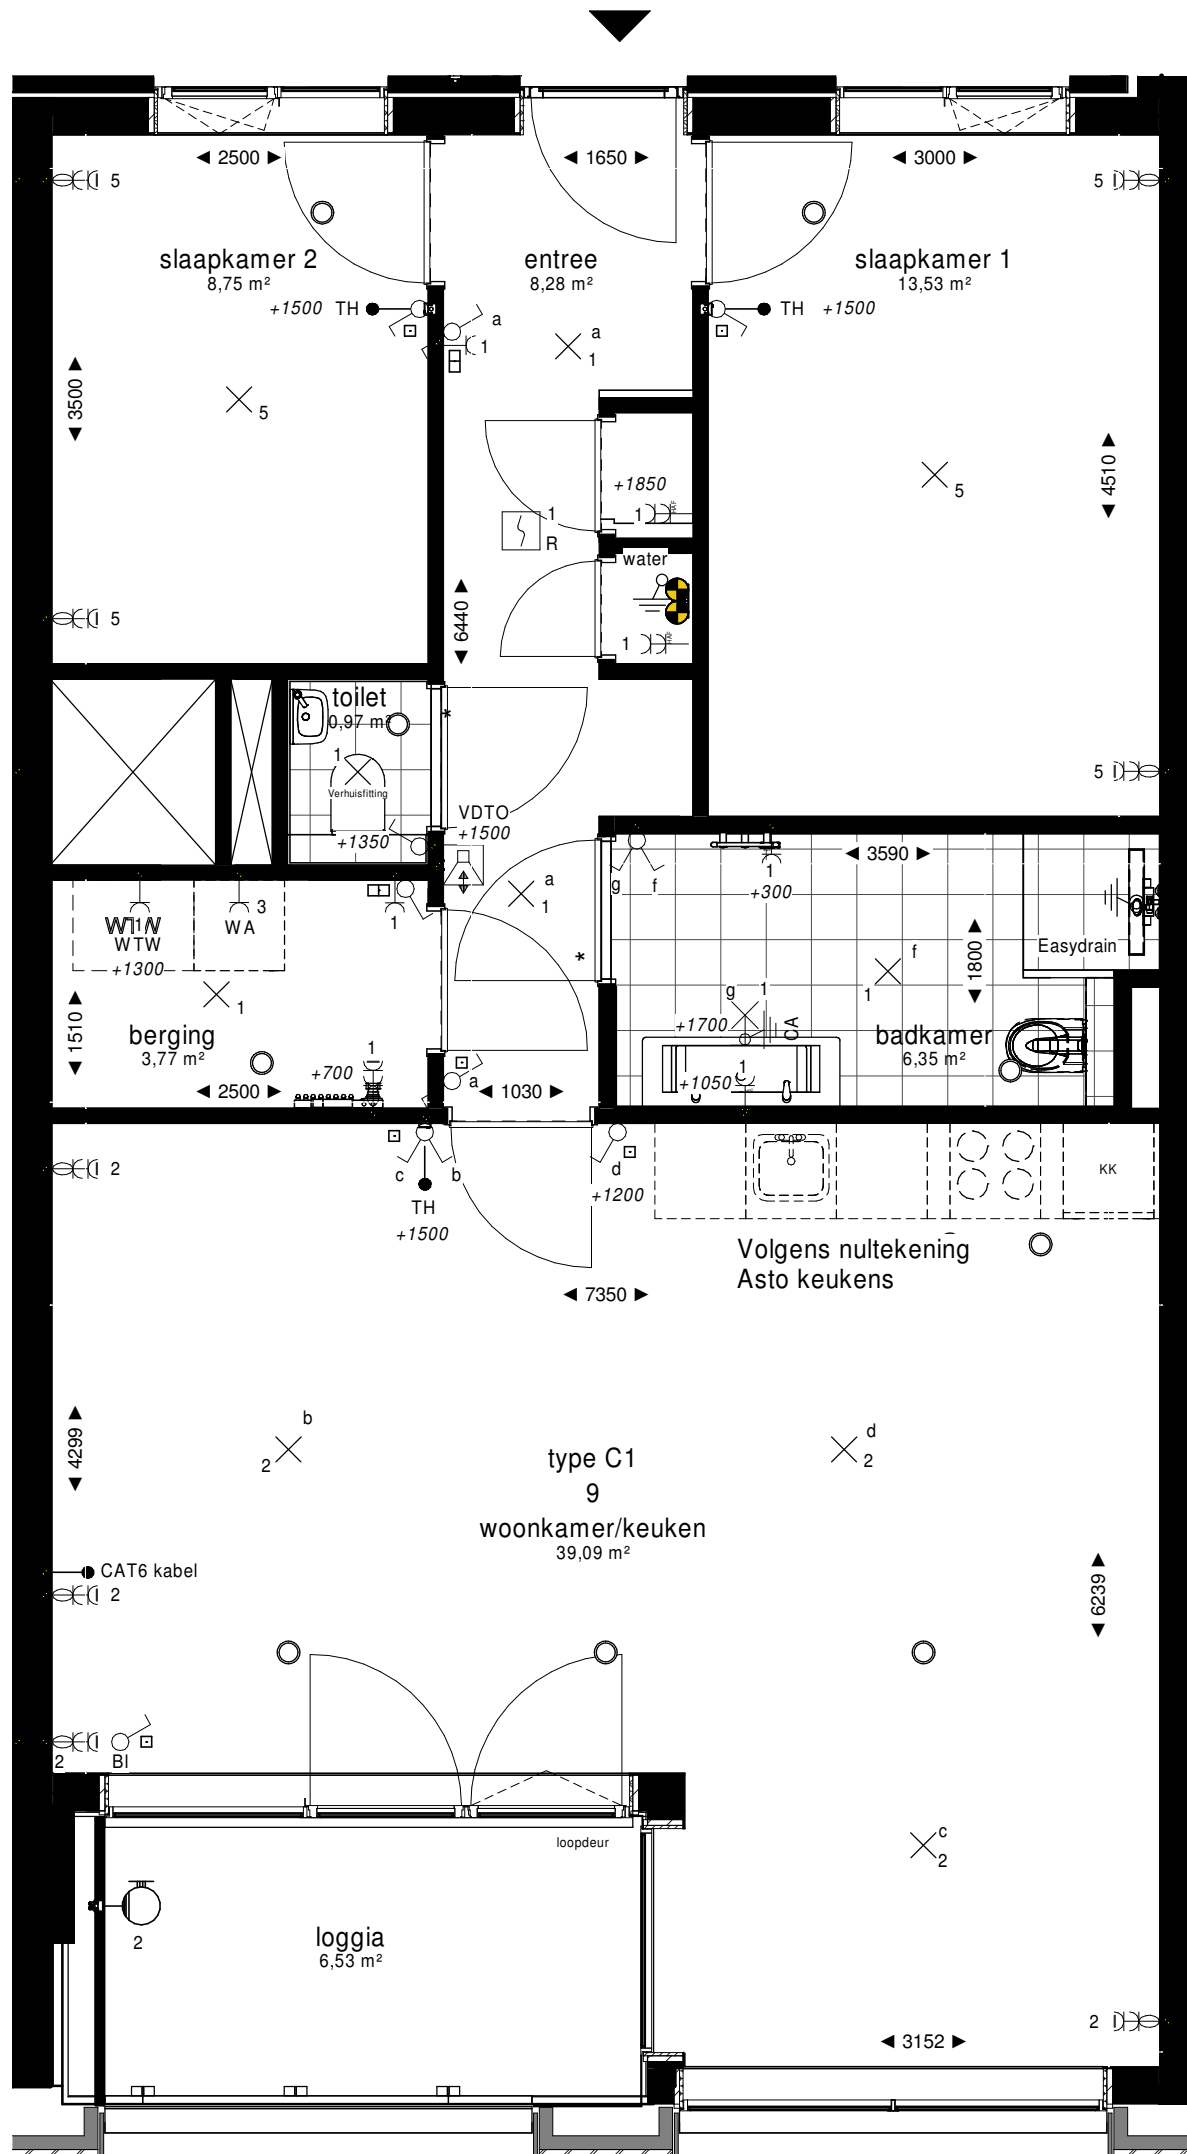 2500
1650
3000
5
5
slaapkamer 2
8,75 m²
entree
8,28 m²
slaapkamer 1
13,53 m²
+1500 TH
TH +1500
a
1
a
1
3500
5
4510
5
+1850
1
1
R
water
6440
1
5
5
toilet
0,97 m²
1
Verhuisfitting
+1350
VDTO
+1500
*
3590
g
f
1
+300
a
1
3
1
WTW
WA
+1300
1
*
Easydrain
1800
f
1
g
1
+1700
CA
badkamer
6,35 m²
1510
berging
3,77 m²
1
+700
2500
a
1030
1
+1050
2
c
b
d
TH
+1500
+1200
KK
Volgens nultekening
Asto keukens
7350
4299
b
2
d
2
type C1
9
woonkamer/keuken
39,09 m²
CAT6 kabel
2
6239
2
BI
loopdeur
c
2
2
loggia
6,53 m²
2
3152